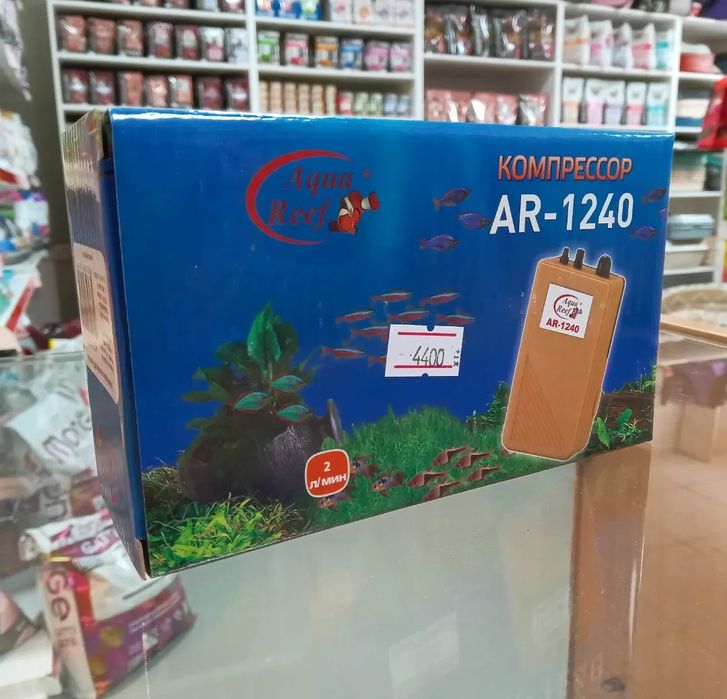 Aqua
Reef
КОМПРЕССОР
AR-1240
Aqua
Reef
AR-1240
4400
2
л/мин